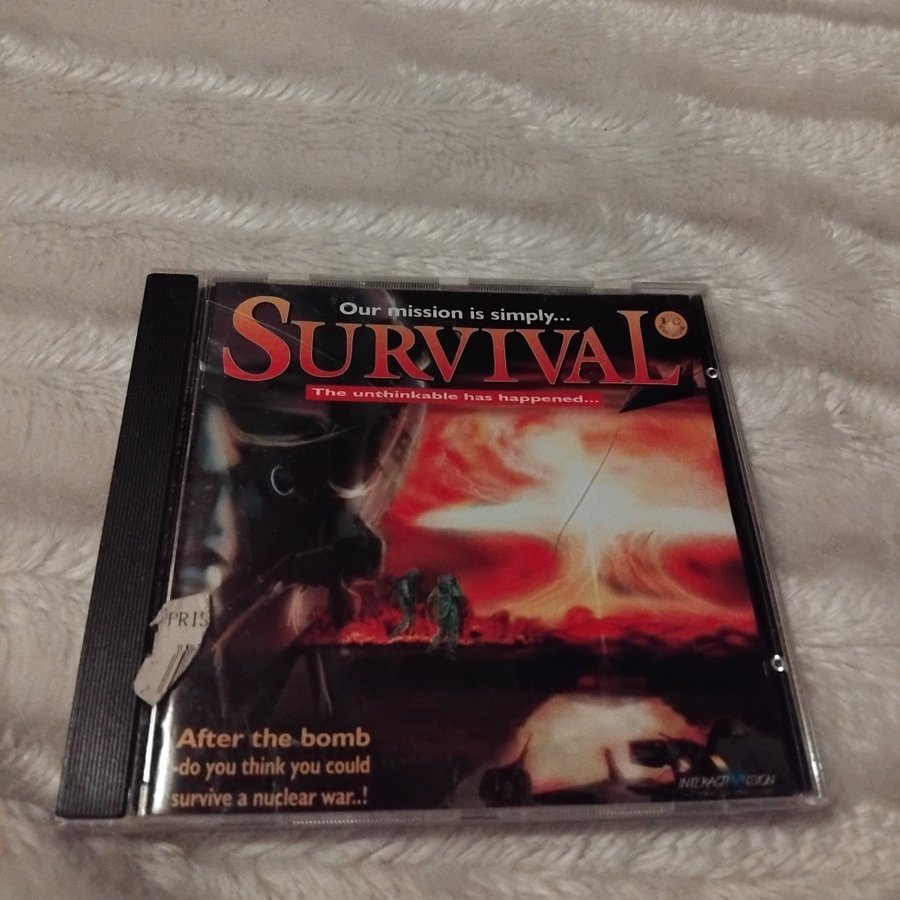 Our mission is simply...
SURVIVAL
PC
The unthinkable has happened...
PRIS
After the bomb
-do you think you could
survive a nuclear war..!
INTERACTIVISION